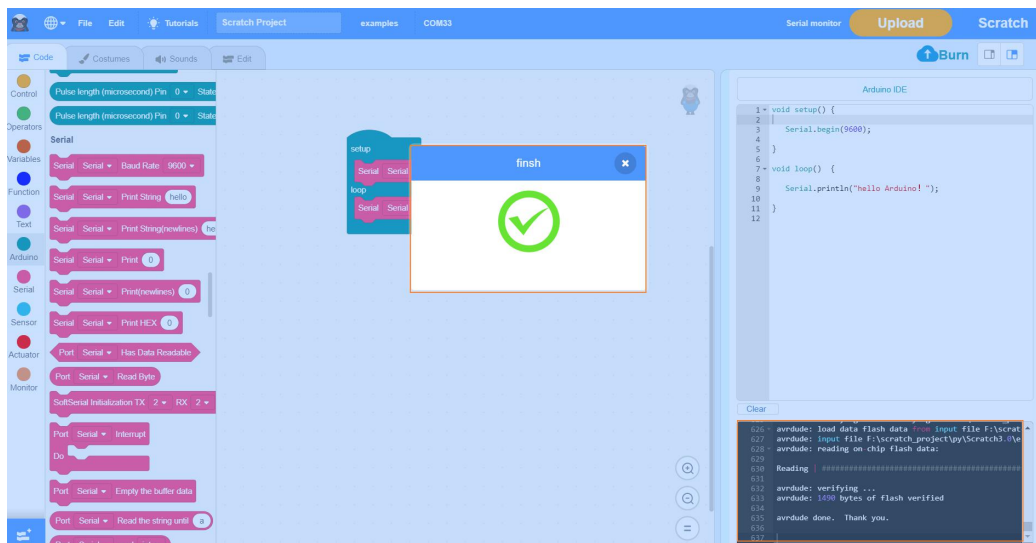 File Edit Tutorials Scratch Project examples COM33 Serial monitor Upload Scratch
Code Costumes Sounds Edit Burn
Control
Operators
Variables
Function
Text
Arduino
Serial
Sensor
Actuator
Monitor
Pulse length (microsecond) Pin 0 State
Pulse length (microsecond) Pin 0 State
Serial
Serial Serial Baud Rate 9600
Serial Serial Print String hello
Serial Serial Print String(newlines) he
Serial Serial Print 0
Serial Serial Print(newlines) 0
Serial Serial Print HEX 0
Port Serial Has Data Readable
Port Serial Read Byte
SoftSerial Initialization TX 2 RX 2
Port Serial Interrupt
Do
Port Serial Empty the buffer data
Port Serial Read the string until a
setup
Serial Serial
loop
Serial Serial
finsh
Arduino IDE
1 void setup() {
2
3 Serial.begin(9600);
4
5 }
6
7 void loop() {
8
9 Serial.println("hello Arduino！");
10
11 }
12
Clear
626 avrdude: load data flash data from input file F:\scrat
627 avrdude: input file F:\scratch_project\py\Scratch3.0\e
628 avrdude: reading on chip flash data:
629
630 Reading | ############################################
631
632 avrdude: verifying ...
633 avrdude: 1490 bytes of flash verified
634
635 avrdude done. Thank you.
636
637